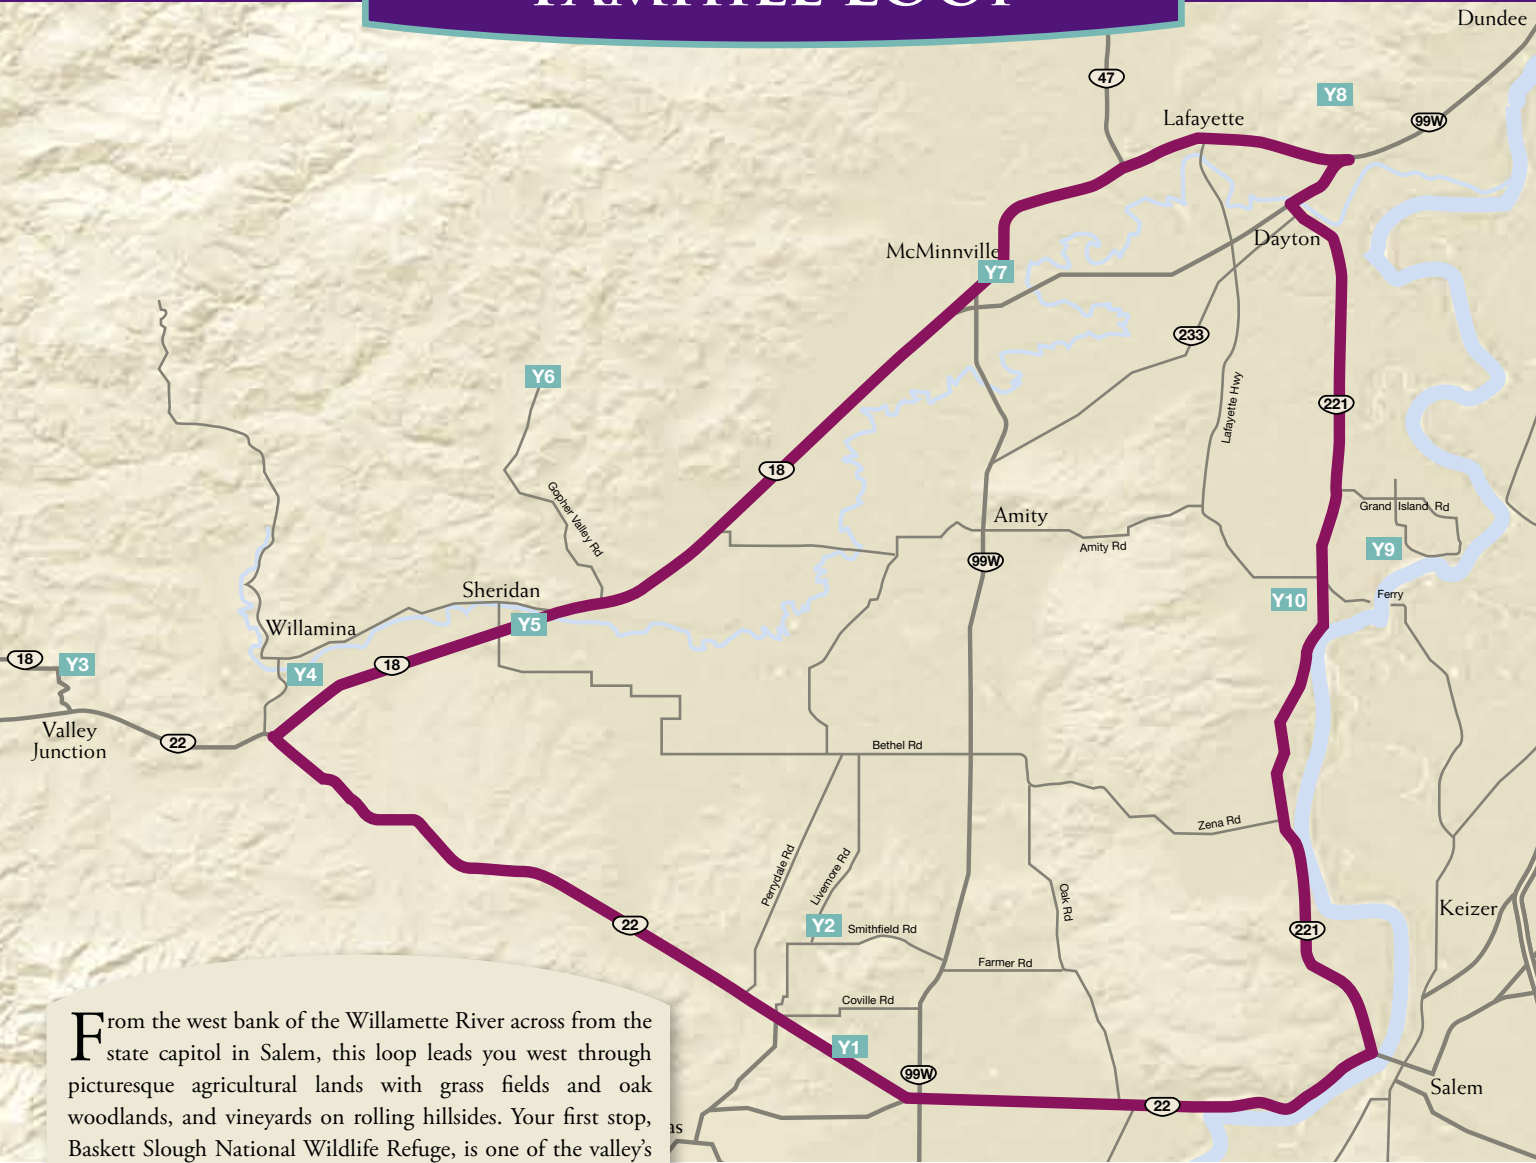 YAMHILL LOOP
Dundee
47
Y8
Lafayette
99W
McMinnville
Y7
Dayton
233
Y6
Lafayette Hwy
221
18
Gopher Valley Rd
Grand Island Rd
Amity
Amity Rd
99W
Y9
Sheridan
Y5
Y10
Ferry
Willamina
18
Y3
Y4
18
Valley
Junction
22
Bethel Rd
Zena Rd
Perrydale Rd
Livermore Rd
Oak Rd
Keizer
22
Y2
Smithfield Rd
221
Farmer Rd
Coville Rd
Y1
99W
Salem
22
as
From the west bank of the Willamette River across from the
state capitol in Salem, this loop leads you west through
picturesque agricultural lands with grass fields and oak
woodlands, and vineyards on rolling hillsides. Your first stop,
Baskett Slough National Wildlife Refuge, is one of the valley's